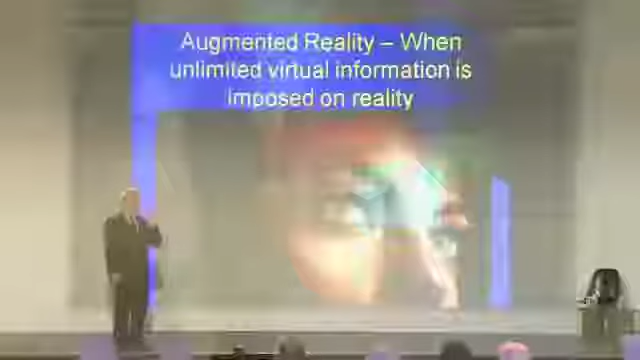 Augmented Reality – When
unlimited virtual information is
imposed on reality